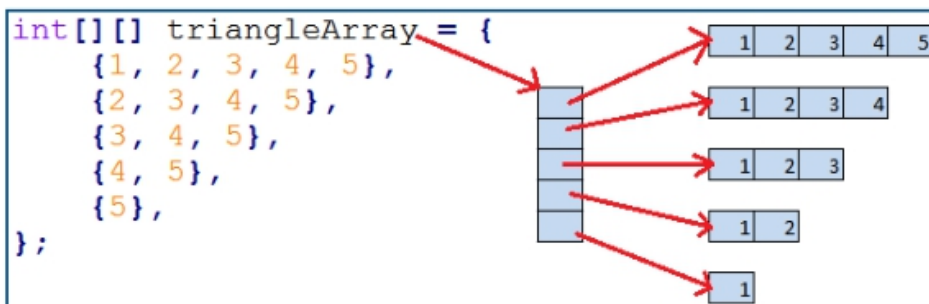 int[][] triangleArray = {
{1, 2, 3, 4, 5},
{2, 3, 4, 5},
{3, 4, 5},
{4, 5},
{5},
};
1 2 3 4 5
1 2 3 4
1 2 3
1 2
1